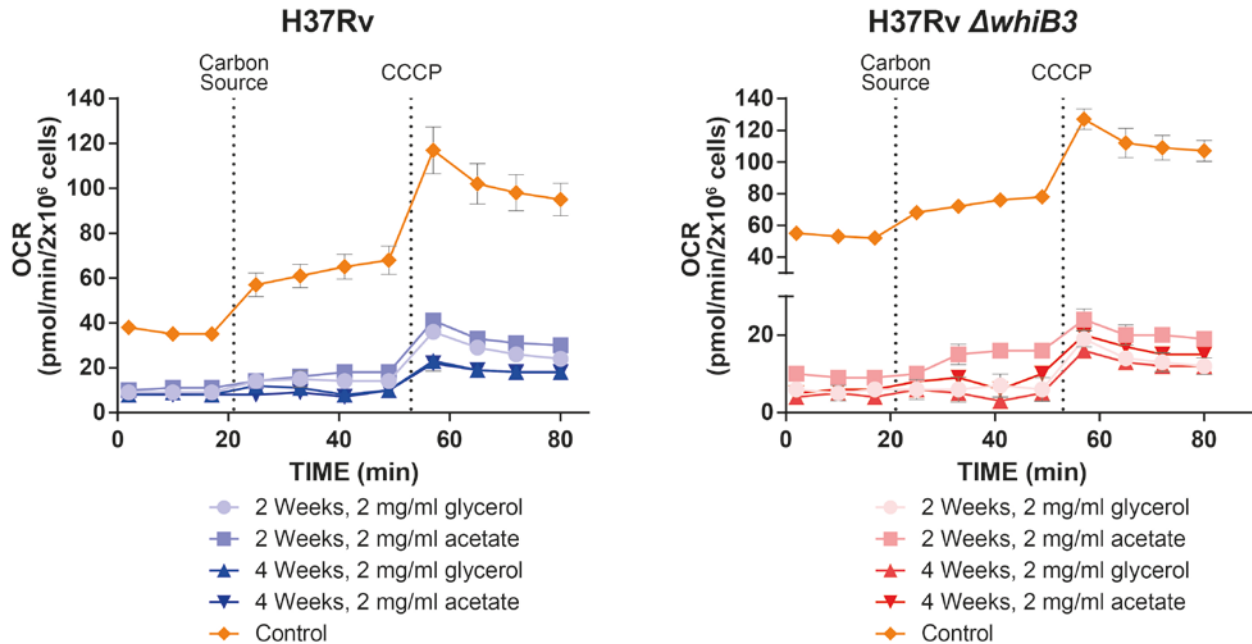 H37Rv
Carbon
Source
CCCP
140
120
100
80
60
40
20
0
OCR
(pmol/min/2x10⁶ cells)
0 20 40 60 80
TIME (min)
2 Weeks, 2 mg/ml glycerol
2 Weeks, 2 mg/ml acetate
4 Weeks, 2 mg/ml glycerol
4 Weeks, 2 mg/ml acetate
Control
H37Rv ΔwhiB3
Carbon
Source
CCCP
140
120
100
80
60
40
20
0
OCR
(pmol/min/2x10⁶ cells)
0 20 40 60 80
TIME (min)
2 Weeks, 2 mg/ml glycerol
2 Weeks, 2 mg/ml acetate
4 Weeks, 2 mg/ml glycerol
4 Weeks, 2 mg/ml acetate
Control